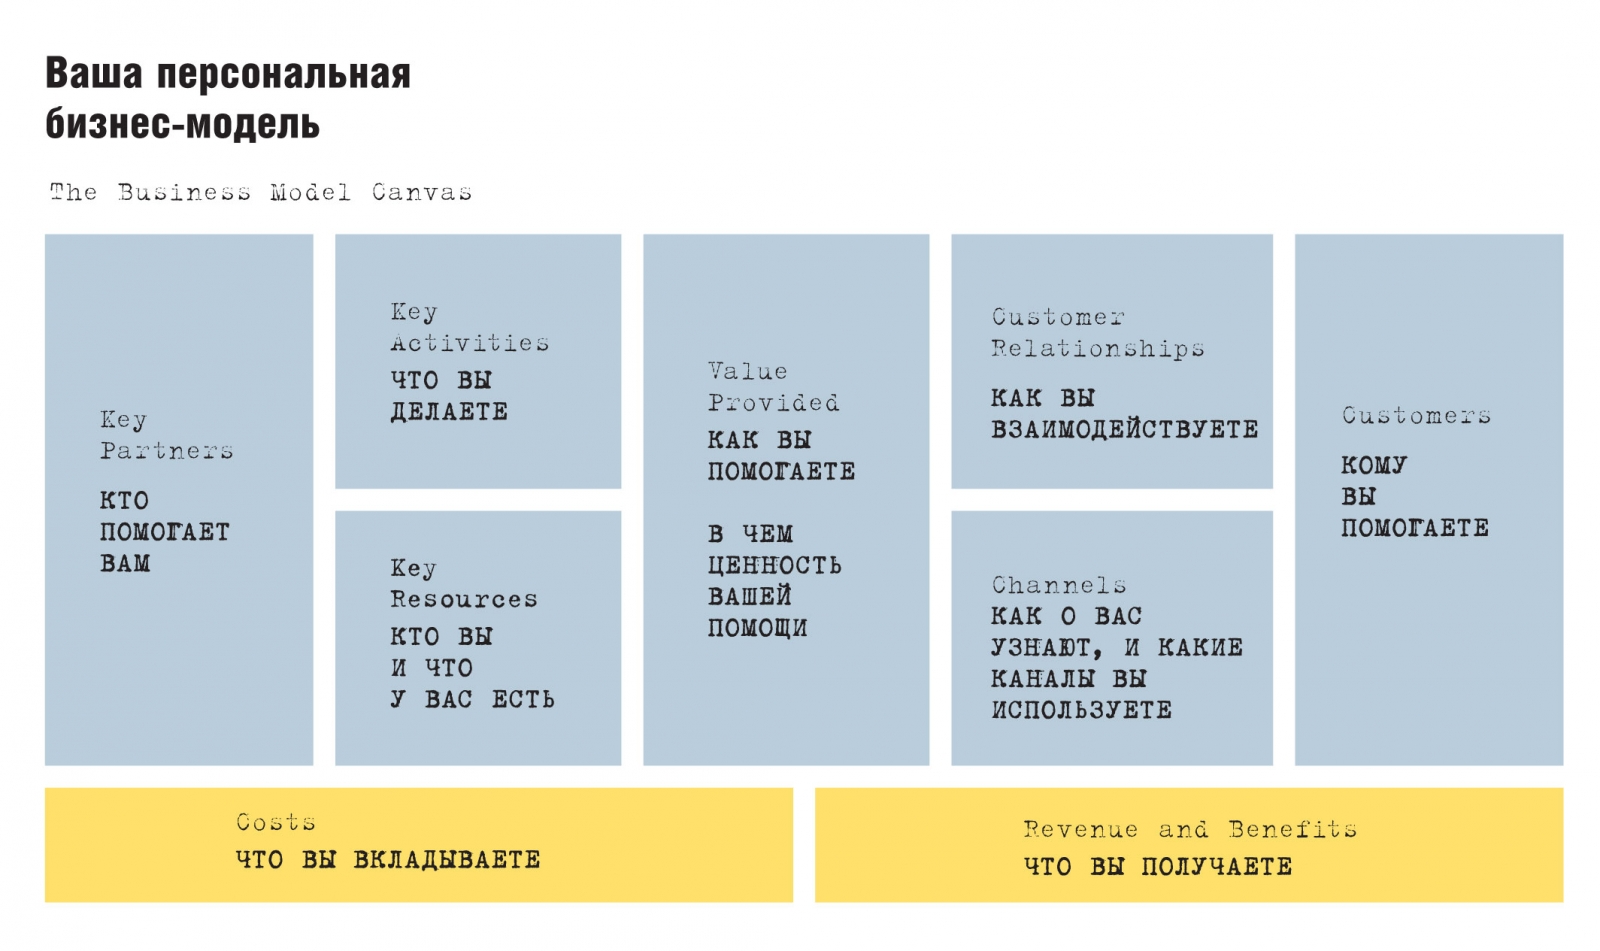 Ваша персональная
бизнес-модель
The Business Model Canvas
Key
Partners
КТО
ПОМОГАЕТ
ВАМ
Key
Activities
ЧТО ВЫ
ДЕЛАЕТЕ
Key
Resources
КТО ВЫ
И ЧТО
У ВАС ЕСТЬ
Value
Provided
КАК ВЫ
ПОМОГАЕТЕ
В ЧЕМ
ЦЕННОСТЬ
ВАШЕЙ
ПОМОЩИ
Customer
Relationships
КАК ВЫ
ВЗАИМОДЕЙСТВУЕТЕ
Channels
КАК О ВАС
УЗНАЮТ, И КАКИЕ
КАНАЛЫ ВЫ
ИСПОЛЬЗУЕТЕ
Customers
КОМУ
ВЫ
ПОМОГАЕТЕ
Costs
ЧТО ВЫ ВКЛАДЫВАЕТЕ
Revenue and Benefits
ЧТО ВЫ ПОЛУЧАЕТЕ